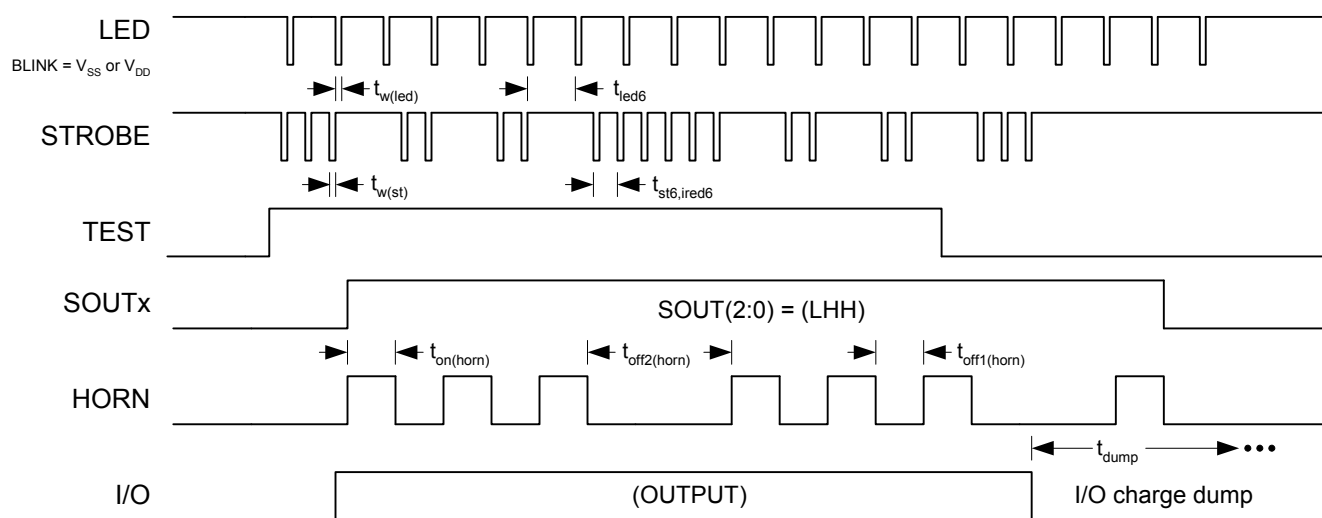 LED
BLINK = VSS or VDD
tw(led)
tled6
STROBE
tw(st)
tst6,ired6
TEST
SOUTx
SOUT(2:0) = (LHH)
ton(horn)
toff2(horn)
toff1(horn)
HORN
tdump
I/O
(OUTPUT)
I/O charge dump